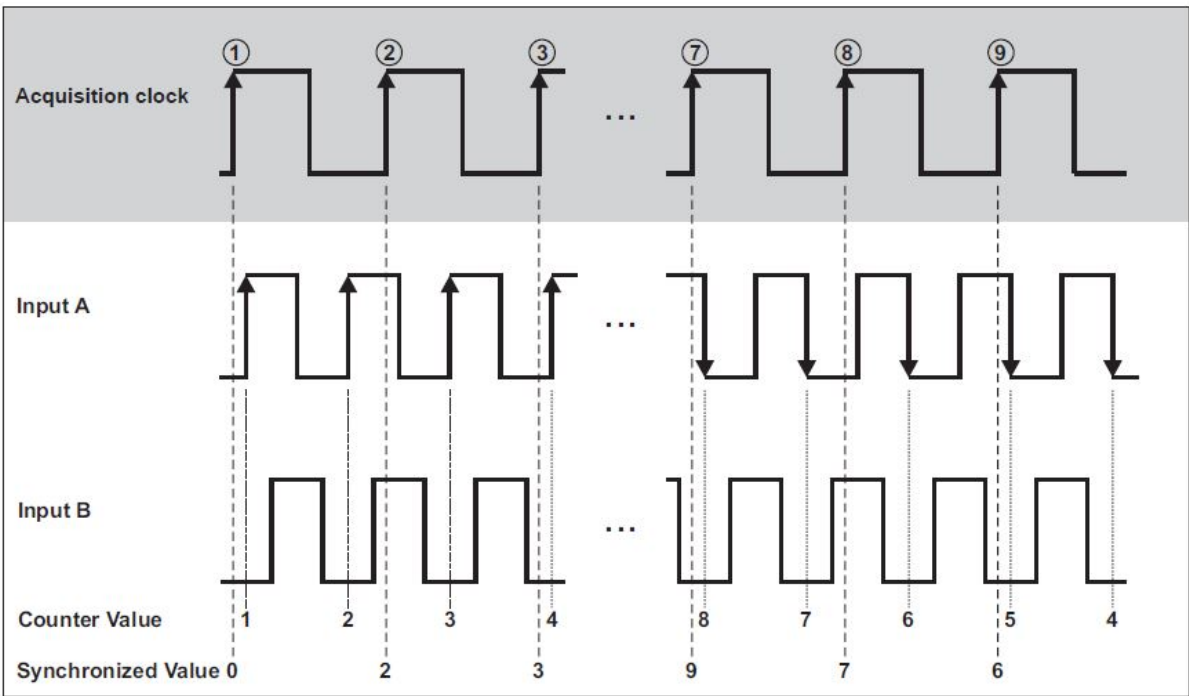 ① ② ③ ⑦ ⑧ ⑨
Acquisition clock
...
Input A
...
Input B
...
Counter Value 1 2 3 4 8 7 6 5 4
Synchronized Value 0 2 3 9 7 6